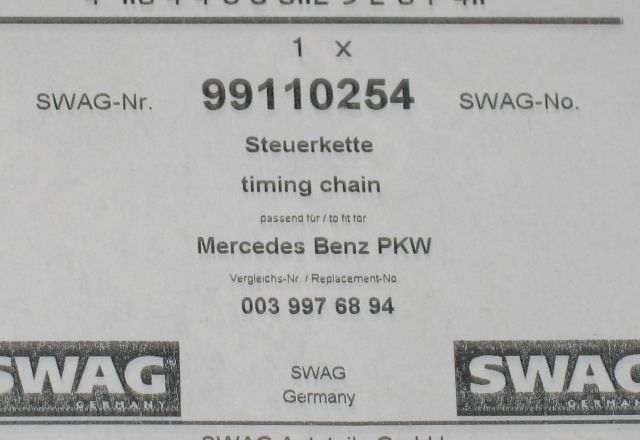 1 X
SWAG-Nr. 99110254 SWAG-No.
Steuerkette
timing chain
passend für / to fit for
Mercedes Benz PKW
Vergleichs-Nr. / Replacement-No.
003 997 68 94
SWAG
GERMANY
SWAG
Germany
SWAG